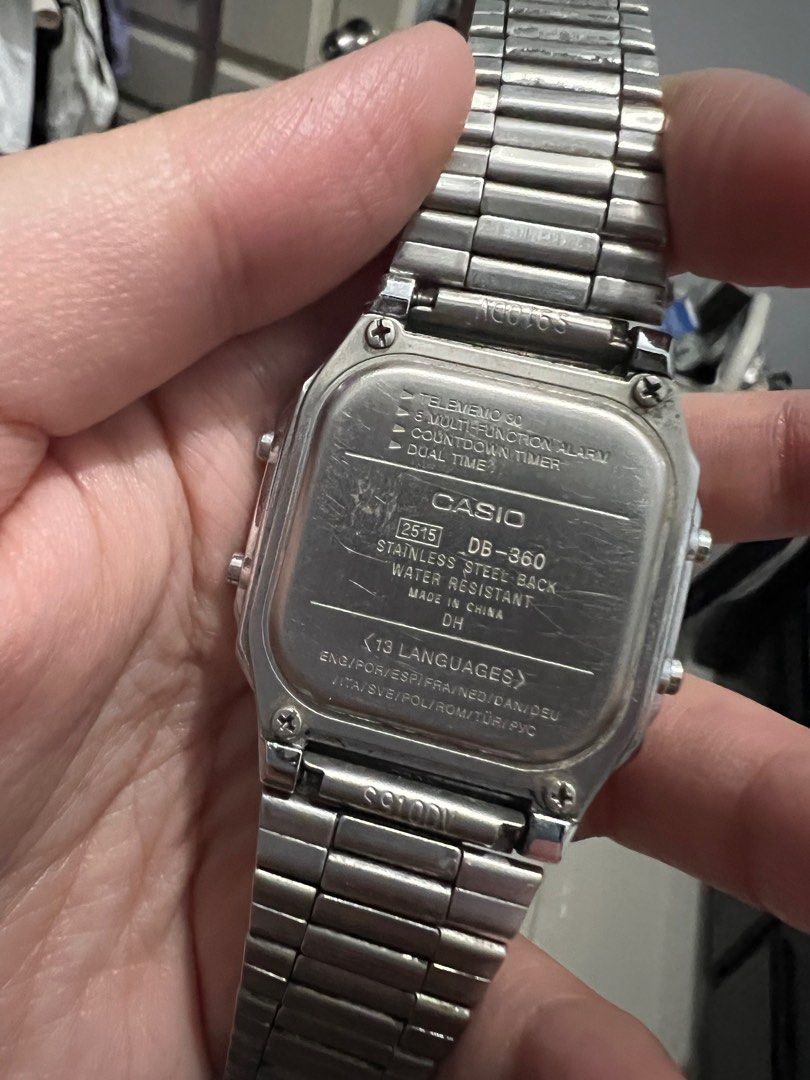 S910DV
▶ TELEMEMO 30
▶ 5 MULTI-FUNCTION ALARM
▶ COUNTDOWN TIMER
▶ DUAL TIME
CASIO
2515 DB-360
STAINLESS STEEL BACK
WATER RESISTANT
MADE IN CHINA
DH
〈13 LANGUAGES〉
ENG/POR/ESP/FRA/NED/DAN/DEU
/ITA/SVE/POL/ROM/TÜR/РУС
S910DV